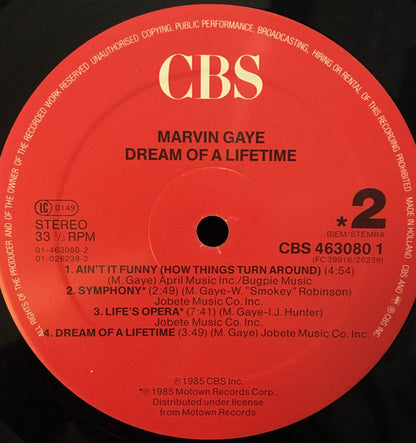 ALL RIGHTS OF THE PRODUCER AND OF THE OWNER OF THE RECORDED WORK RESERVED UNAUTHORISED COPYING, PUBLIC PERFORMANCE, BROADCASTING, HIRING OR RENTAL OF THIS RECORDING PROHIBITED MADE IN HOLLAND CBS AND ARE ® CBS INC.
CBS
MARVIN GAYE
DREAM OF A LIFETIME
LC 0149
STEREO
33 ⅓ RPM
01-463080-2
01-026239-2
*2
BIEM/STEMRA
CBS 463080 1
(FC 39916/26239)
1. AIN'T IT FUNNY (HOW THINGS TURN AROUND) (4:54)
(M. Gaye) April Music Inc./Bugpie Music
2. SYMPHONY* (2:49) (M. Gaye-W. "Smokey" Robinson)
Jobete Music Co. Inc.
3. LIFE'S OPERA* (7:41) (M. Gaye-I.J. Hunter)
Jobete Music Co. Inc.
4. DREAM OF A LIFETIME (3:49) (M. Gaye) Jobete Music Co. Inc.
℗ 1985 CBS Inc.
*℗ 1985 Motown Records Corp.,
Distributed under license
from Motown Records